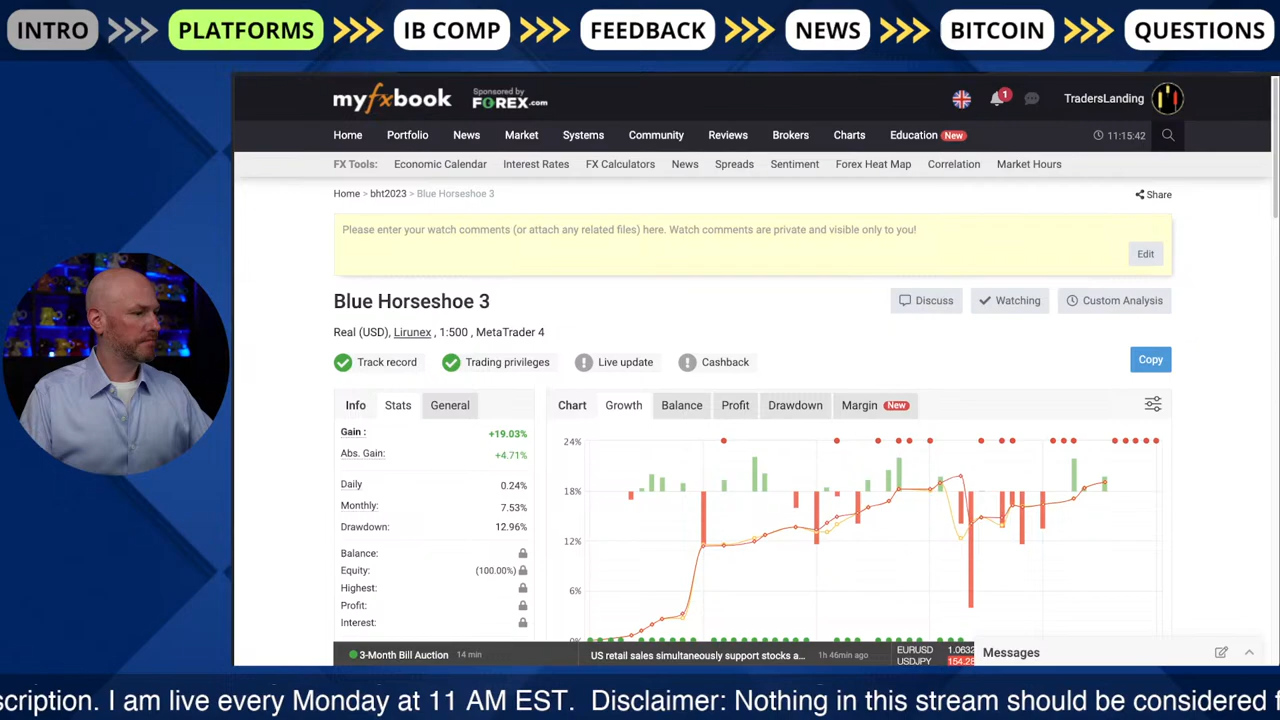 INTRO >>> PLATFORMS >>> IB COMP >>> FEEDBACK >>> NEWS >>> BITCOIN >>> QUESTIONS
myfxbook Sponsored by FOREX.com 1 TradersLanding
Home Portfolio News Market Systems Community Reviews Brokers Charts Education New 11:15:42
FX Tools: Economic Calendar Interest Rates FX Calculators News Spreads Sentiment Forex Heat Map Correlation Market Hours
Home > bht2023 > Blue Horseshoe 3 Share
Please enter your watch comments (or attach any related files) here. Watch comments are private and visible only to you!
Edit
Blue Horseshoe 3 Discuss Watching Custom Analysis
Real (USD), Lirunex , 1:500 , MetaTrader 4
Track record Trading privileges Live update Cashback Copy
Info Stats General Chart Growth Balance Profit Drawdown Margin New
Gain : +19.03%
Abs. Gain: +4.71%
Daily 0.24%
Monthly: 7.53%
Drawdown: 12.96%
Balance:
Equity: (100.00%)
Highest:
Profit:
Interest:
24%
18%
12%
6%
0%
3-Month Bill Auction 14 min US retail sales simultaneously support stocks a... 1h 46min ago
EURUSD 1.0632
USDJPY 154.28
Messages
scription. I am live every Monday at 11 AM EST. Disclaimer: Nothing in this stream should be considered f